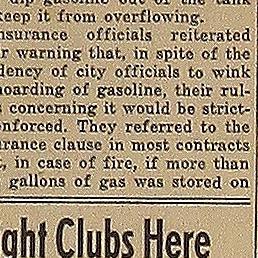 dip gasoline out of the tank
keep it from overflowing.
nsurance officials reiterated
r warning that, in spite of the
dency of city officials to wink
hoarding of gasoline, their rul-
s concerning it would be strict-
enforced. They referred to the
urance clause in most contracts
t, in case of fire, if more than
gallons of gas was stored on
ght Clubs Here